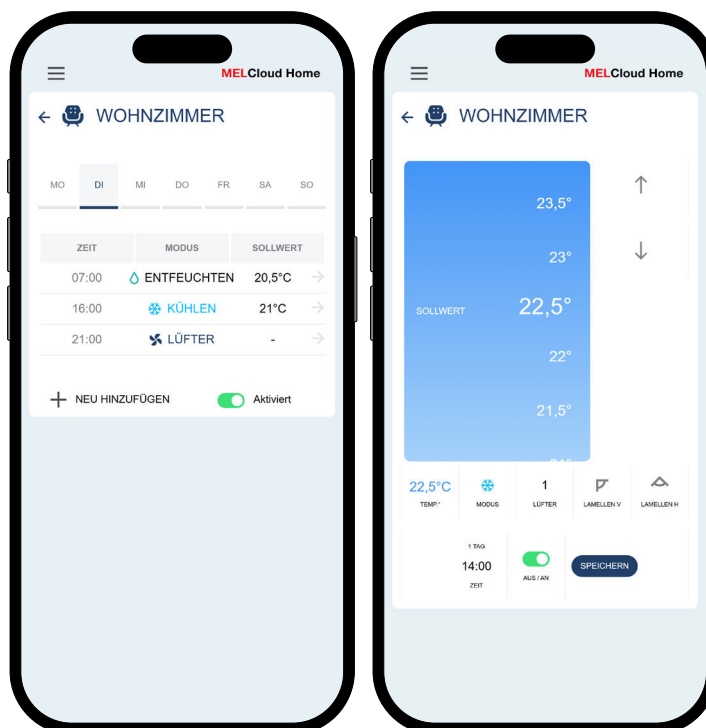 MELCloud Home
WOHNZIMMER
MO DI MI DO FR SA SO
ZEIT MODUS SOLLWERT
07:00 ENTFEUCHTEN 20,5°C
16:00 KÜHLEN 21°C
21:00 LÜFTER -
NEU HINZUFÜGEN Aktiviert
MELCloud Home
WOHNZIMMER
23,5°
23°
SOLLWERT 22,5°
22°
21,5°
22,5°C 1
TEMP.° MODUS LÜFTER LAMELLEN V LAMELLEN H
1 TAG
14:00 SPEICHERN
AUS / AN
ZEIT